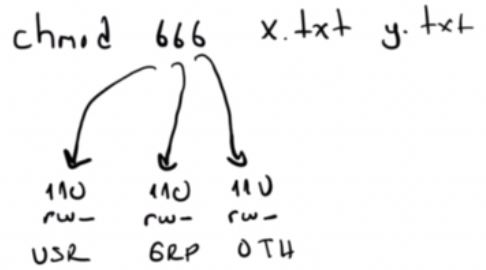 chmod 666 x.txt y.txt
110 110 110
rw- rw- rw-
USR GRP OTH